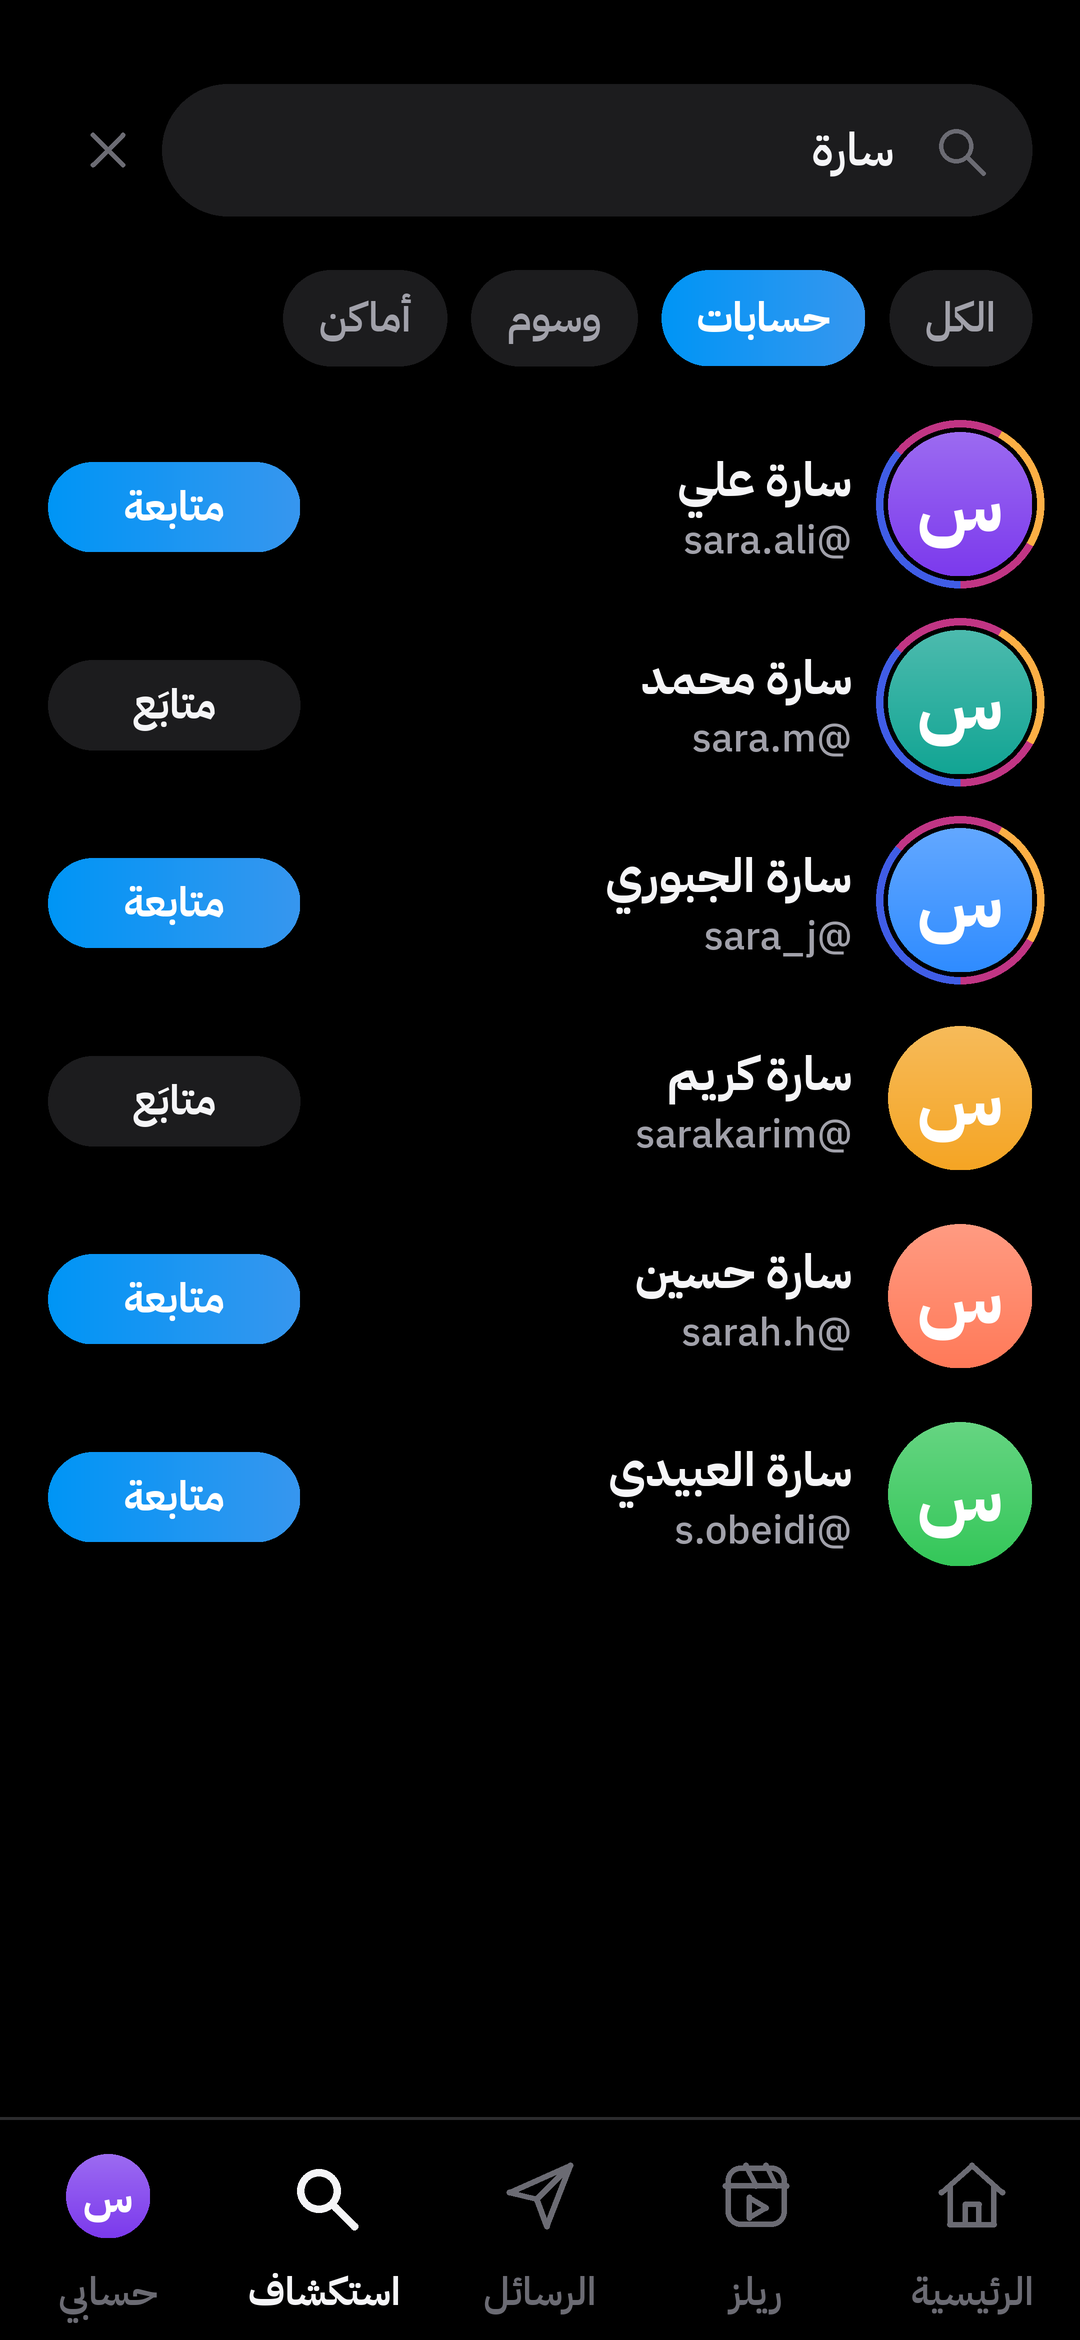 سارة
الكل
حسابات
وسوم
أماكن
س
سارة علي
@sara.ali
متابعة
س
سارة محمد
@sara.m
متابَع
س
سارة الجبوري
@sara_j
متابعة
س
سارة كريم
@sarakarim
متابَع
س
سارة حسين
@sarah.h
متابعة
س
سارة العبيدي
@s.obeidi
متابعة
الرئيسية
ريلز
الرسائل
استكشاف
س
حسابي